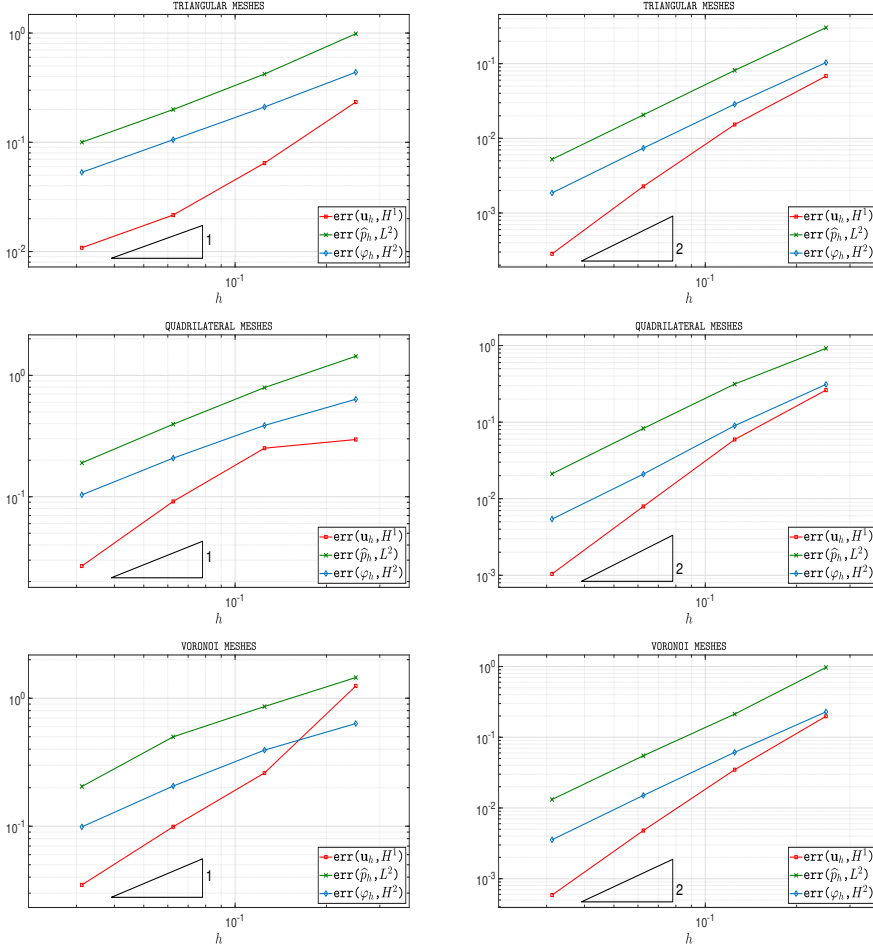 TRIANGULAR MESHES
10^0
10^{-1}
10^{-2}
1
err(𝐮_h, H^1)
err(p̂_h, L^2)
err(φ_h, H^2)
10^{-1}
h
TRIANGULAR MESHES
10^{-1}
10^{-2}
10^{-3}
2
err(𝐮_h, H^1)
err(p̂_h, L^2)
err(φ_h, H^2)
10^{-1}
h
QUADRILATERAL MESHES
10^0
10^{-1}
1
err(𝐮_h, H^1)
err(p̂_h, L^2)
err(φ_h, H^2)
10^{-1}
h
QUADRILATERAL MESHES
10^0
10^{-1}
10^{-2}
10^{-3}
2
err(𝐮_h, H^1)
err(p̂_h, L^2)
err(φ_h, H^2)
10^{-1}
h
VORONOI MESHES
10^0
10^{-1}
1
err(𝐮_h, H^1)
err(p̂_h, L^2)
err(φ_h, H^2)
10^{-1}
h
VORONOI MESHES
10^0
10^{-1}
10^{-2}
10^{-3}
2
err(𝐮_h, H^1)
err(p̂_h, L^2)
err(φ_h, H^2)
10^{-1}
h